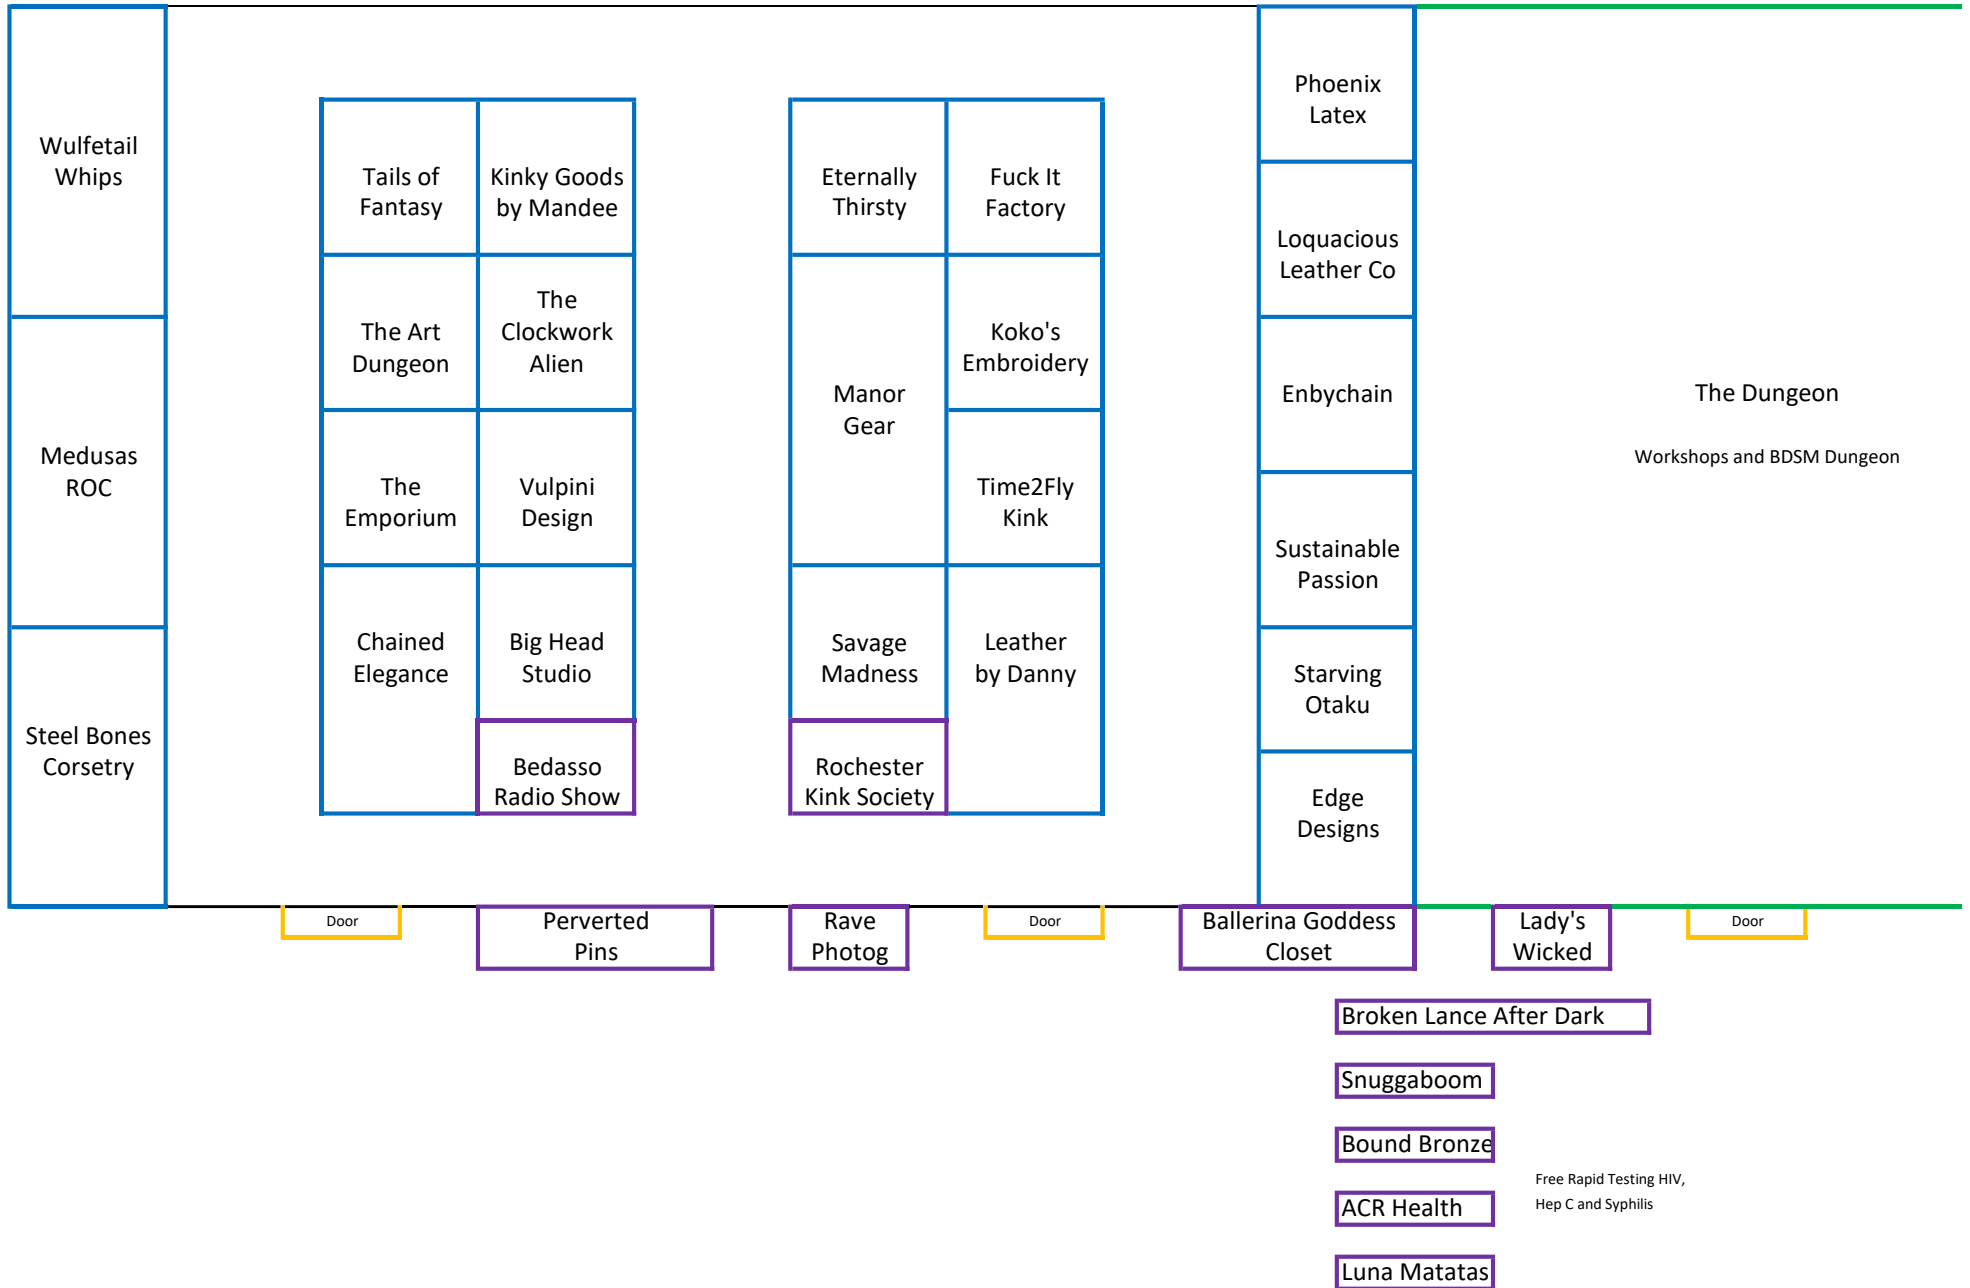 Wulfetail
Whips
Medusas
ROC
Steel Bones
Corsetry
Tails of
Fantasy
Kinky Goods
by Mandee
The Art
Dungeon
The
Clockwork
Alien
The
Emporium
Vulpini
Design
Chained
Elegance
Big Head
Studio
Bedasso
Radio Show
Eternally
Thirsty
Fuck It
Factory
Manor
Gear
Koko's
Embroidery
Time2Fly
Kink
Savage
Madness
Leather
by Danny
Rochester
Kink Society
Phoenix
Latex
Loquacious
Leather Co
Enbychain
Sustainable
Passion
Starving
Otaku
Edge
Designs
The Dungeon
Workshops and BDSM Dungeon
Door
Perverted
Pins
Rave
Photog
Door
Ballerina Goddess
Closet
Lady's
Wicked
Door
Broken Lance After Dark
Snuggaboom
Bound Bronze
ACR Health
Free Rapid Testing HIV,
Hep C and Syphilis
Luna Matatas